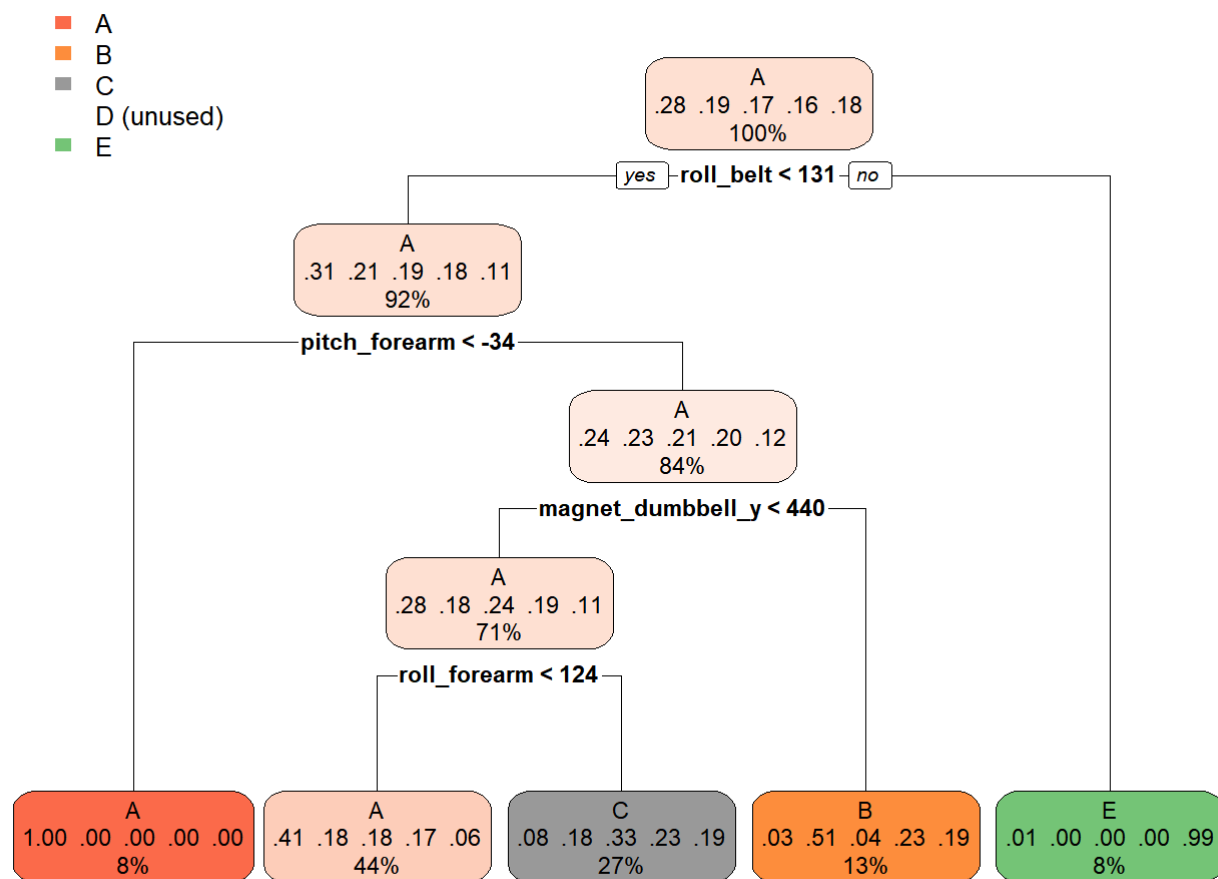 A
B
C
D (unused)
E
A
.28 .19 .17 .16 .18
100%
yes roll_belt < 131 no
A
.31 .21 .19 .18 .11
92%
pitch_forearm < -34
A
.24 .23 .21 .20 .12
84%
magnet_dumbbell_y < 440
A
.28 .18 .24 .19 .11
71%
roll_forearm < 124
A
1.00 .00 .00 .00 .00
8%
A
.41 .18 .18 .17 .06
44%
C
.08 .18 .33 .23 .19
27%
B
.03 .51 .04 .23 .19
13%
E
.01 .00 .00 .00 .99
8%